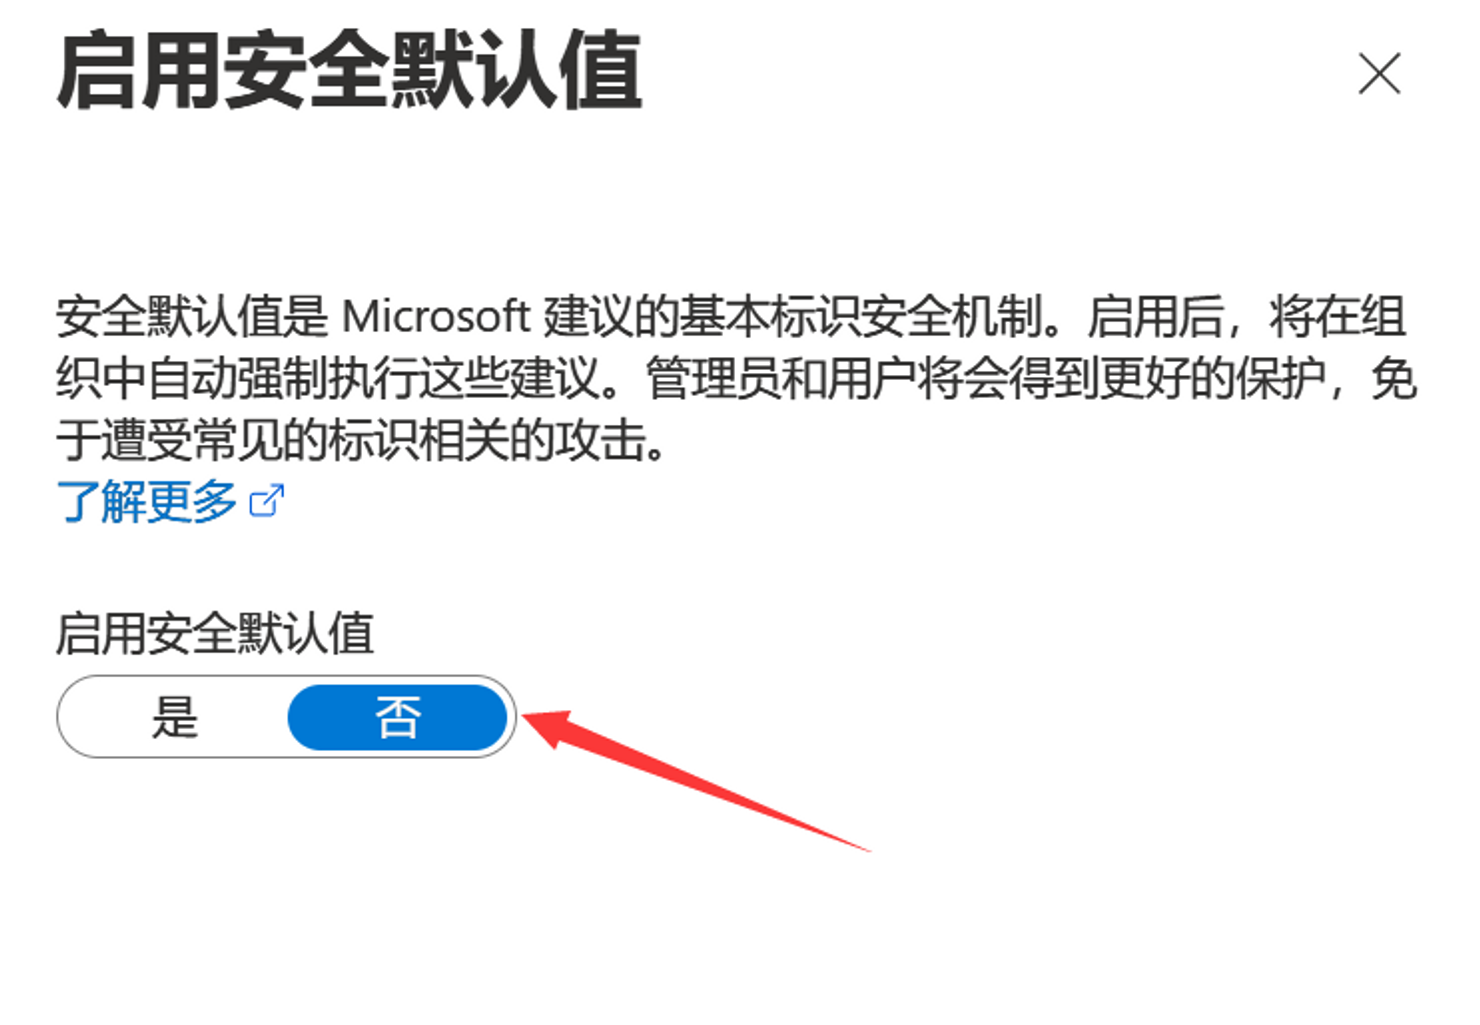 启用安全默认值
安全默认值是 Microsoft 建议的基本标识安全机制。启用后，将在组
织中自动强制执行这些建议。管理员和用户将会得到更好的保护，免
于遭受常见的标识相关的攻击。
了解更多
启用安全默认值
是 否